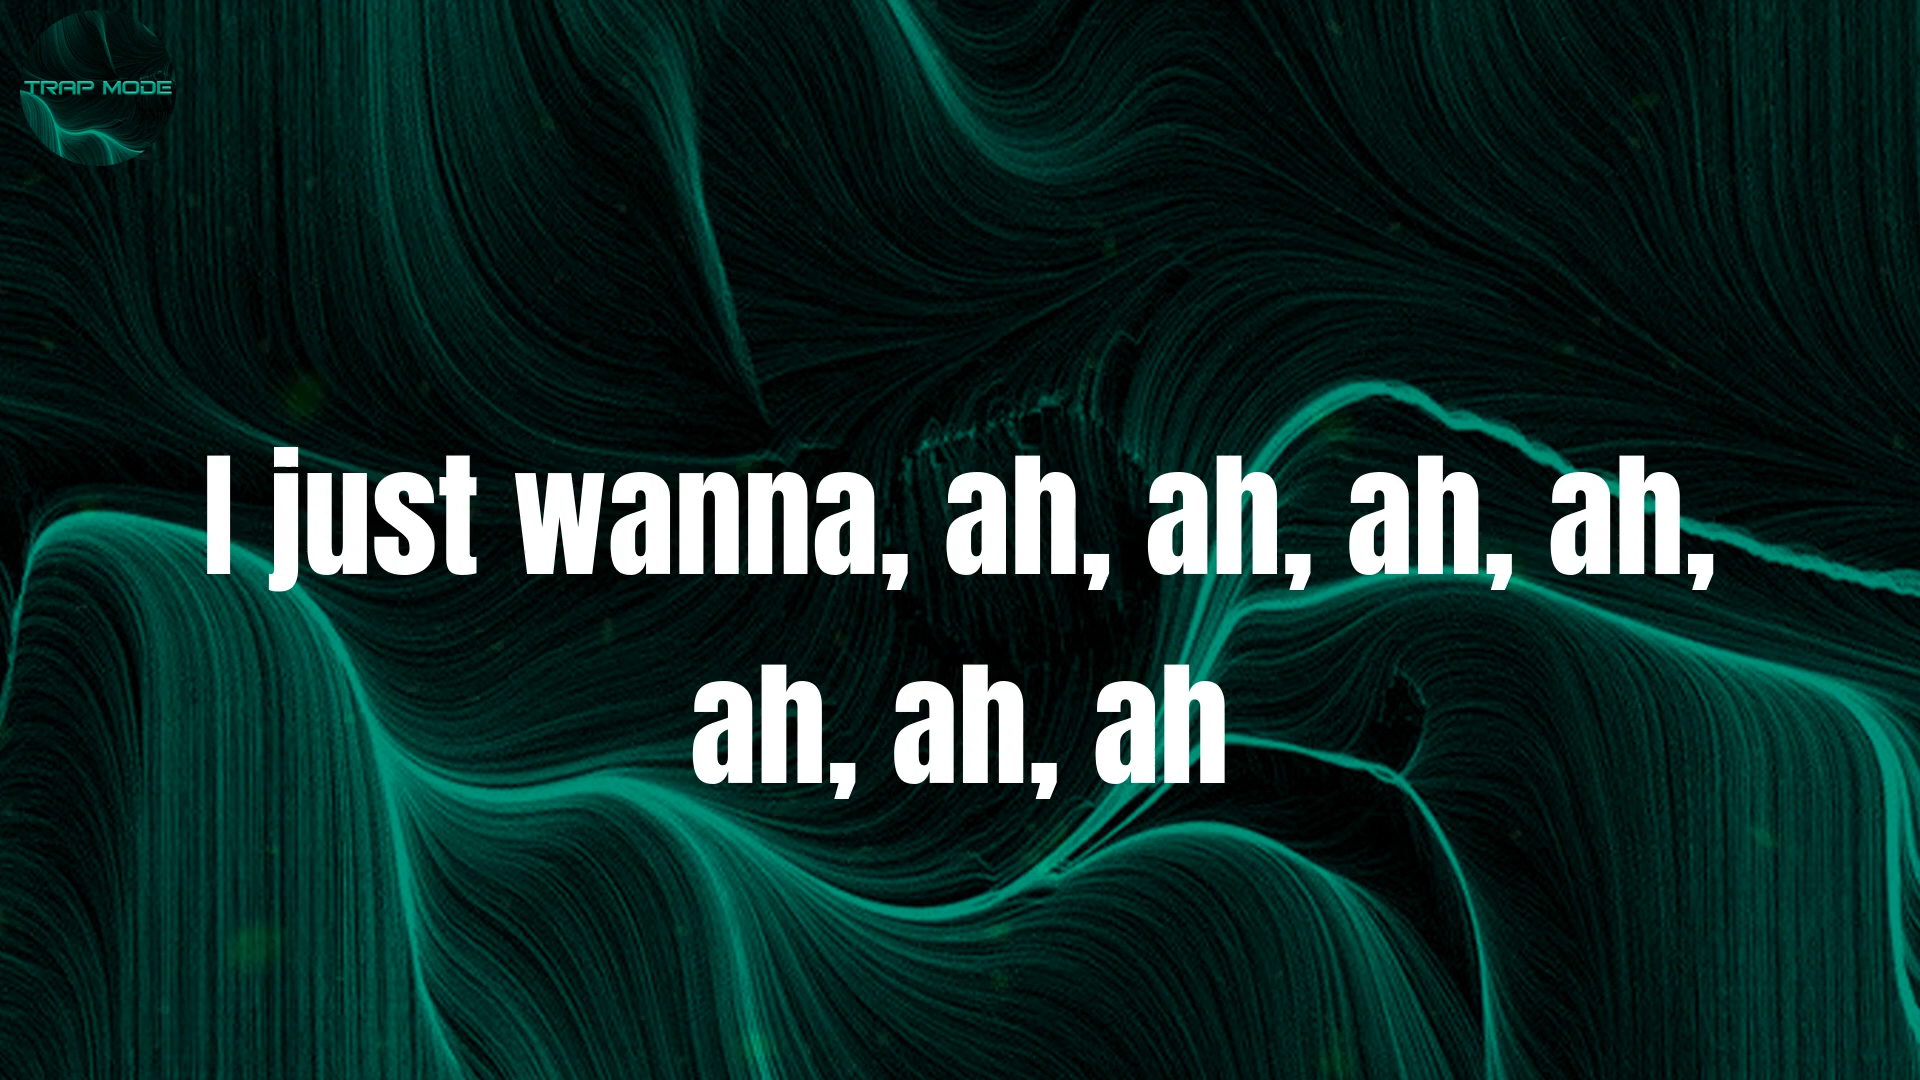 TRAP MODE
I just wanna, ah, ah, ah, ah,
ah, ah, ah